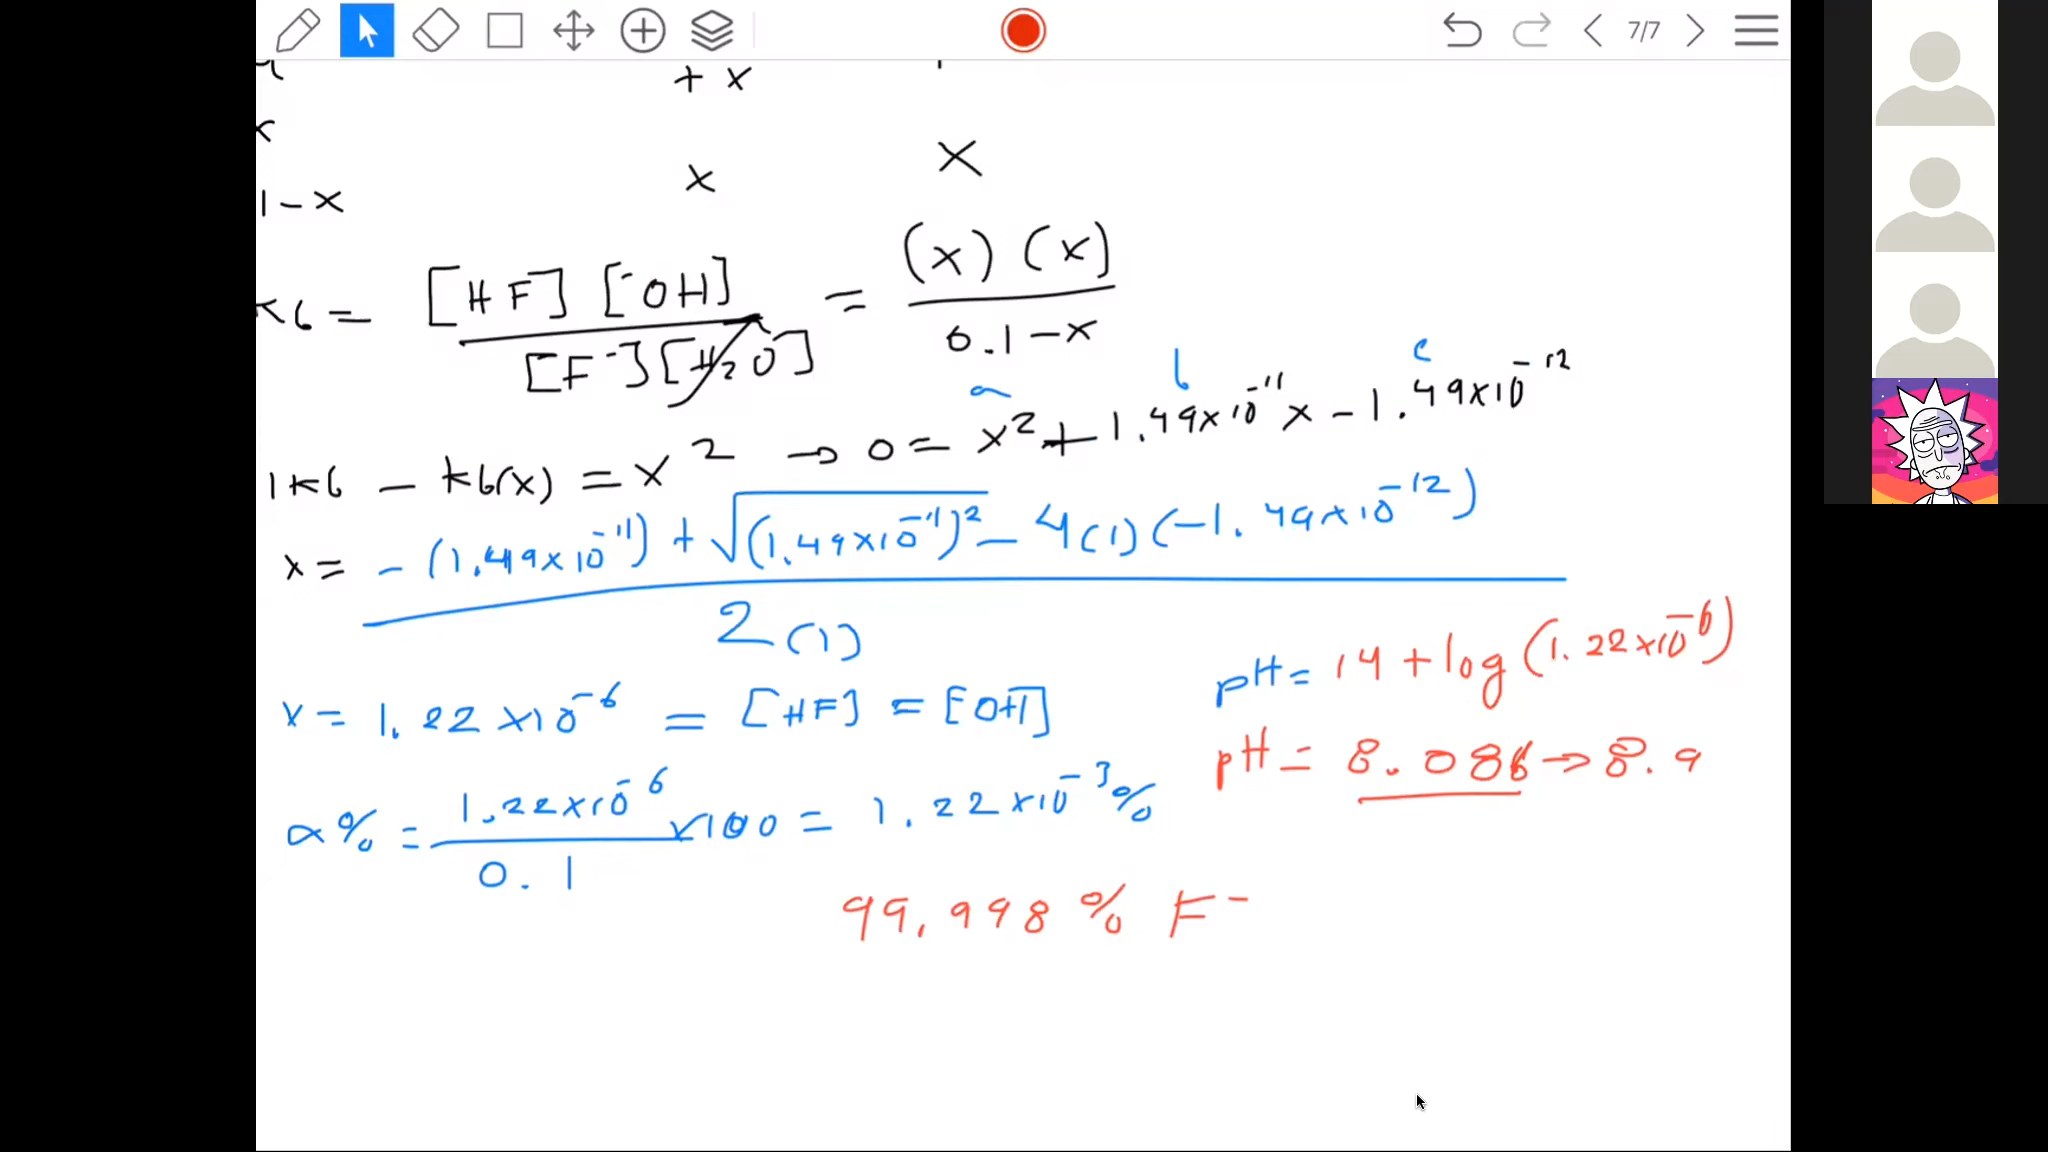 7/7
+ x
x
x
1 - x
Kb = [HF] [⁻OH] / [F⁻][H₂O] = (x) (x) / 0.1 - x
a b c
1Kb - Kb(x) = x² → 0 = x² + 1.49x10⁻¹¹ x - 1.49x10⁻¹²
x = -(1.49x10⁻¹¹) + √(1.49x10⁻¹¹)² - 4(1)(-1.49x10⁻¹²) / 2(1)
pH = 14 + log (1.22x10⁻⁶)
x = 1.22x10⁻⁶ = [HF] = [OH]
pH = 8.086 → 8.9
α% = 1.22x10⁻⁶ / 0.1 x100 = 1.22x10⁻³%
99.998% F⁻